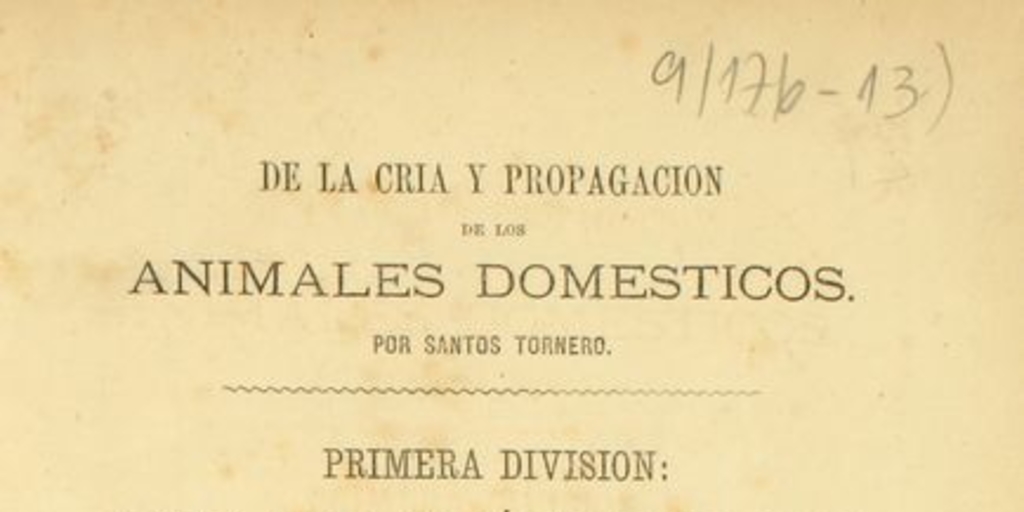 9/176-13)
DE LA CRIA Y PROPAGACION
DE LOS
ANIMALES DOMESTICOS.
POR SANTOS TORNERO.
PRIMERA DIVISION: